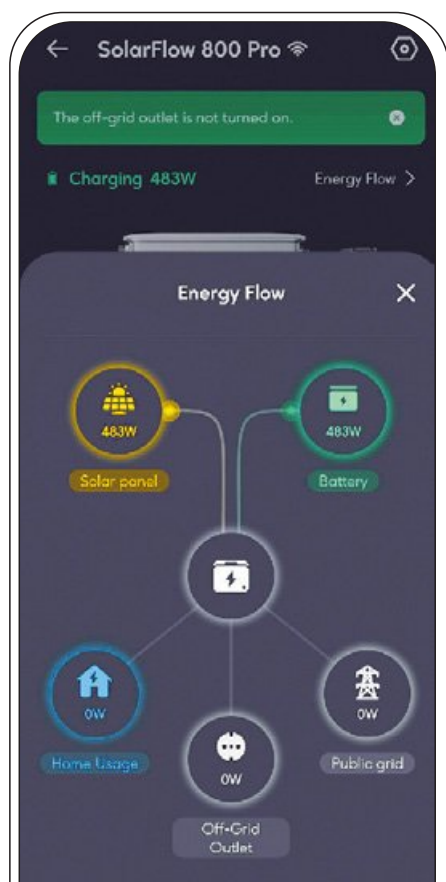 SolarFlow 800 Pro
The off-grid outlet is not turned on.
Charging 483W
Energy Flow >
Energy Flow
483W
483W
Solar panel
Battery
0W
0W
Home Usage
Public grid
0W
Off-Grid
Outlet